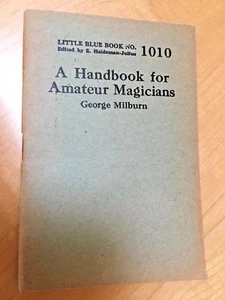 LITTLE BLUE BOOK NO. 1010
Edited by E. Haldeman-Julius
A Handbook for
Amateur Magicians
George Milburn